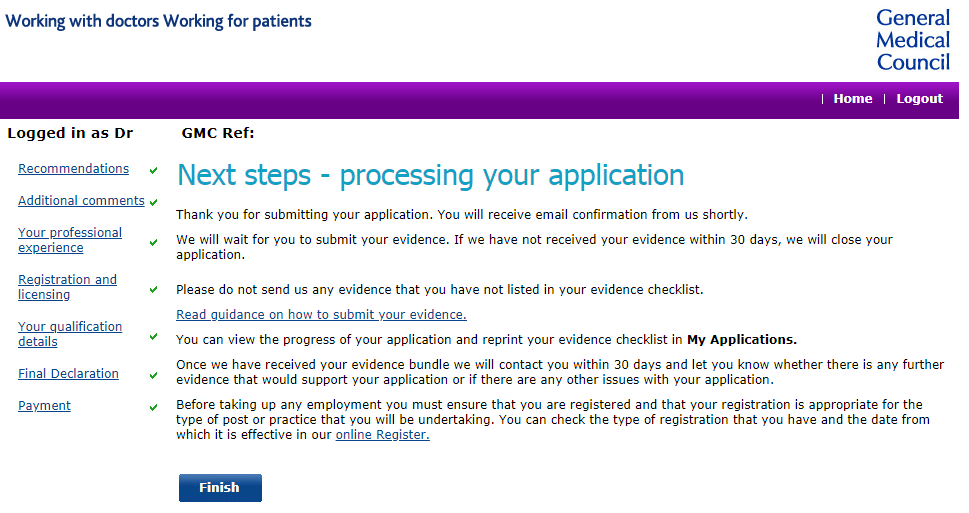 Working with doctors Working for patients
General
Medical
Council
Home
Logout
Logged in as Dr
GMC Ref:
Recommendations
Additional comments
Your professional
experience
Registration and
licensing
Your qualification
details
Final Declaration
Payment
Next steps - processing your application
Thank you for submitting your application. You will receive email confirmation from us shortly.
We will wait for you to submit your evidence. If we have not received your evidence within 30 days, we will close your
application.
Please do not send us any evidence that you have not listed in your evidence checklist.
Read guidance on how to submit your evidence.
You can view the progress of your application and reprint your evidence checklist in My Applications.
Once we have received your evidence bundle we will contact you within 30 days and let you know whether there is any further
evidence that would support your application or if there are any other issues with your application.
Before taking up any employment you must ensure that you are registered and that your registration is appropriate for the
type of post or practice that you will be undertaking. You can check the type of registration that you have and the date from
which it is effective in our online Register.
Finish